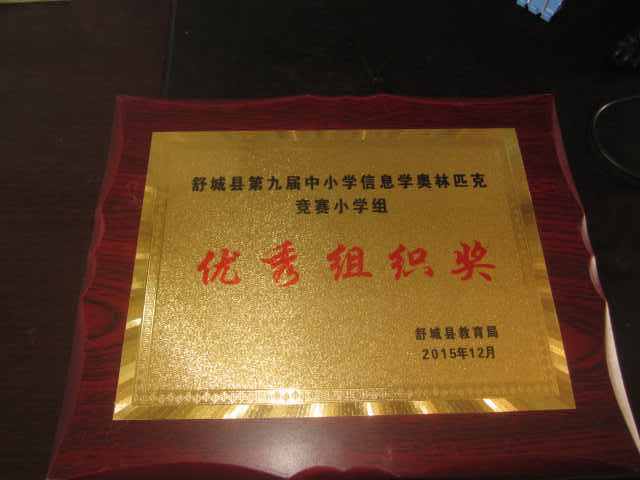 舒城县第九届中小学信息学奥林匹克
竞赛小学组
优秀组织奖
舒城县教育局
2015年12月